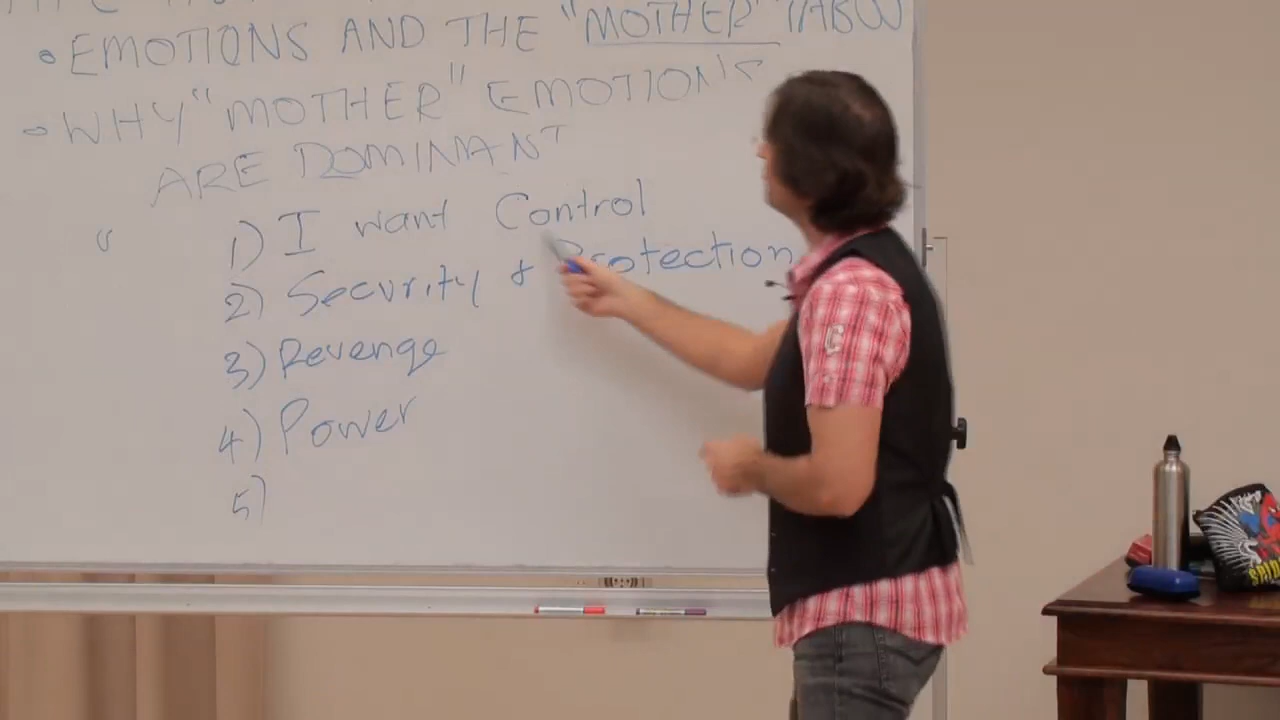 • EMOTIONS AND THE "MOTHER" TABOO
• WHY "MOTHER" EMOTIONS
ARE DOMINANT
1) I want Control
2) Security & Protection
3) Revenge
4) Power
5)